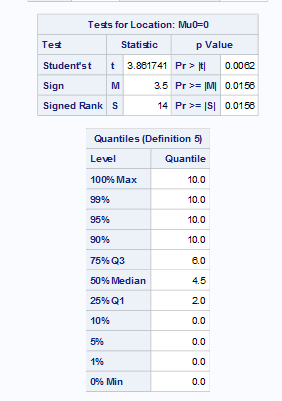 Tests for Location: Mu0=0
Test Statistic p Value
Student's t t 3.861741 Pr > |t| 0.0062
Sign M 3.5 Pr >= |M| 0.0156
Signed Rank S 14 Pr >= |S| 0.0156
Quantiles (Definition 5)
Level Quantile
100% Max 10.0
99% 10.0
95% 10.0
90% 10.0
75% Q3 6.0
50% Median 4.5
25% Q1 2.0
10% 0.0
5% 0.0
1% 0.0
0% Min 0.0